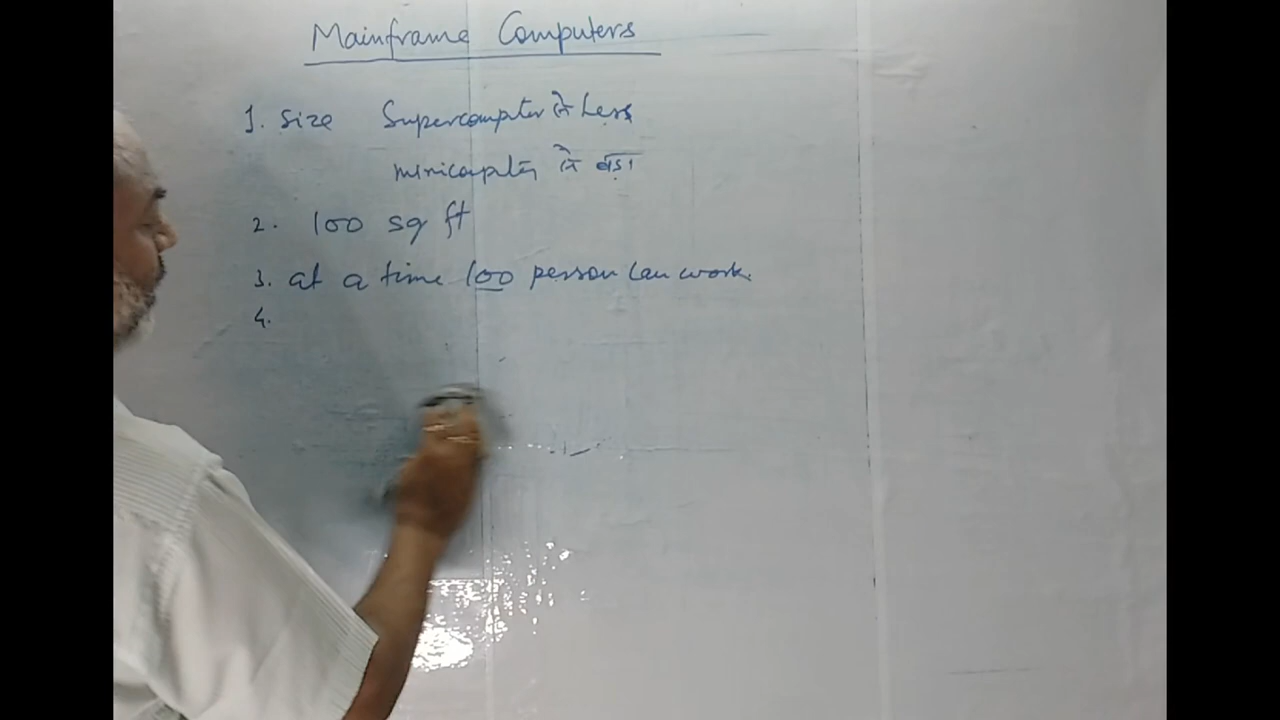 Mainframe Computers
1. Size Supercomputer से Less
minicomputer से बड़ा
2. 100 sq ft
3. at a time 100 person can work.
4.